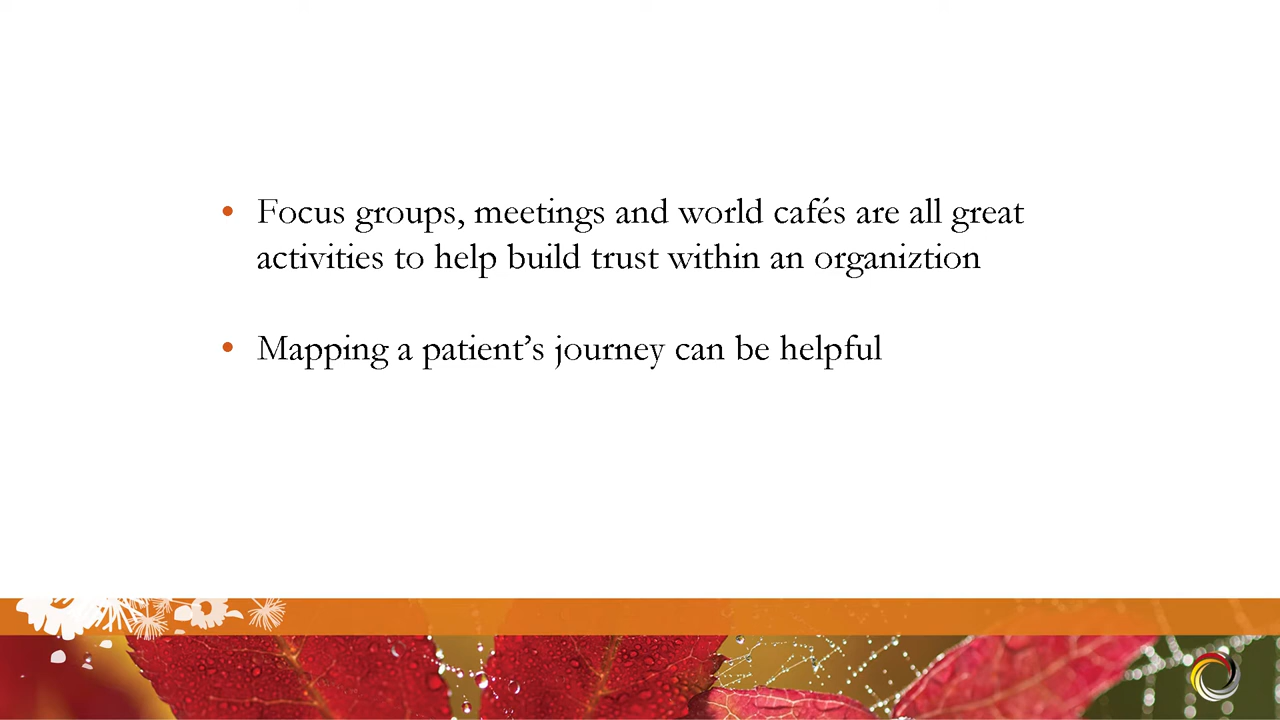 • Focus groups, meetings and world cafés are all great
activities to help build trust within an organiztion
• Mapping a patient’s journey can be helpful